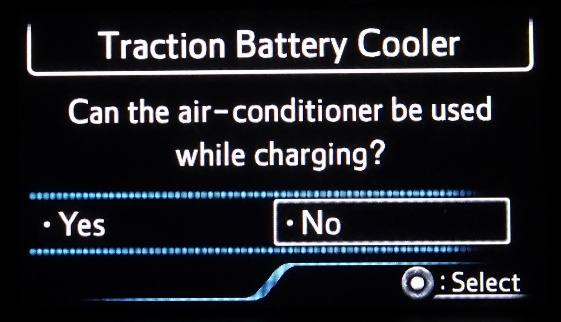 Traction Battery Cooler
Can the air-conditioner be used
while charging?
· Yes
· No
: Select